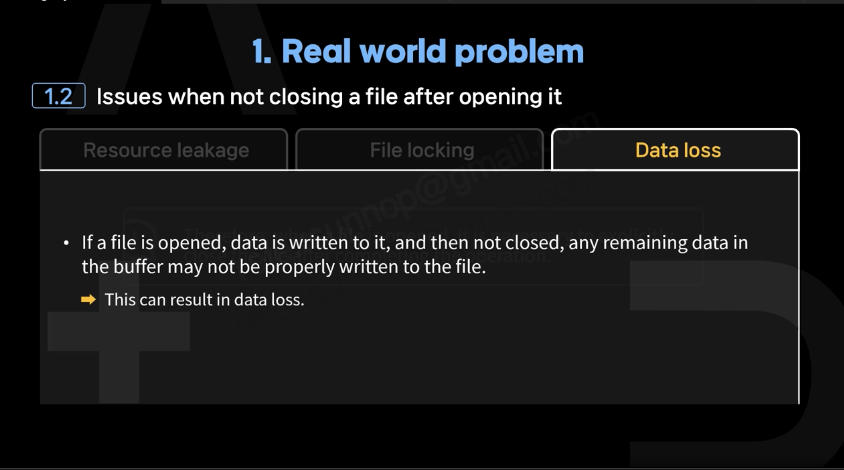 1. Real world problem
1.2 Issues when not closing a file after opening it
Resource leakage File locking Data loss
• If a file is opened, data is written to it, and then not closed, any remaining data in
the buffer may not be properly written to the file.
➡ This can result in data loss.